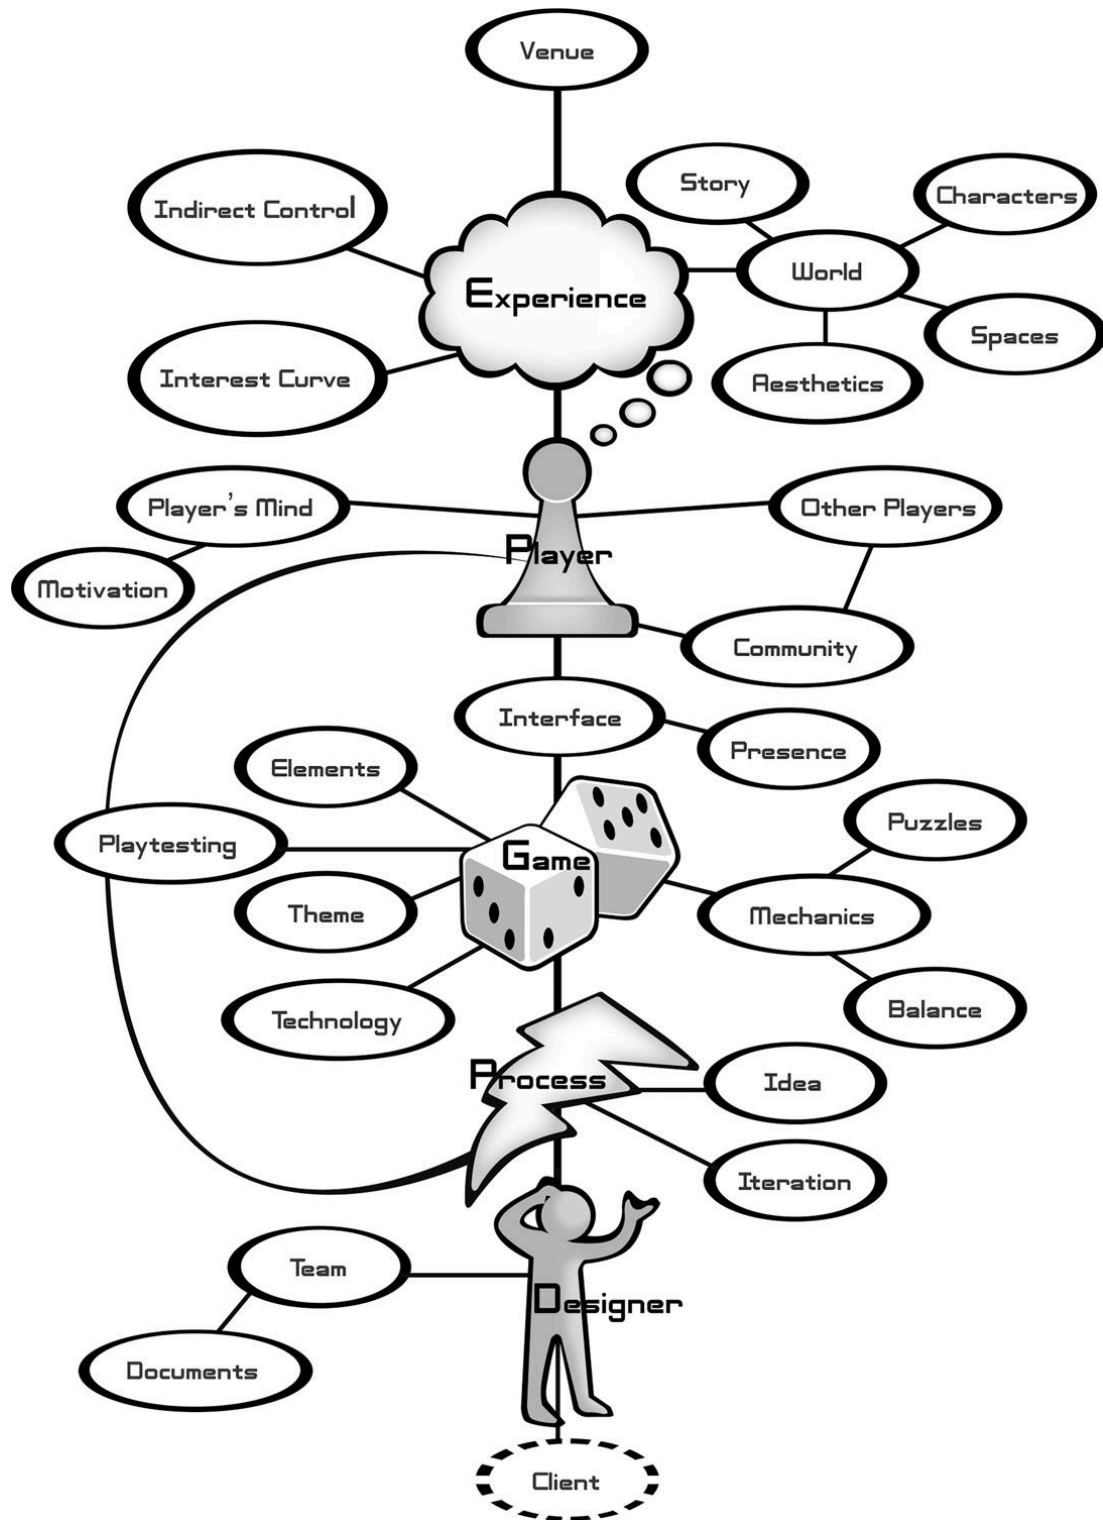 Venue
Story
Characters
Indirect Control
World
Experience
Spaces
Interest Curve
Aesthetics
Player's Mind
Other Players
Player
Motivation
Community
Interface
Presence
Elements
Puzzles
Playtesting
Game
Theme
Mechanics
Technology
Balance
Process
Idea
Iteration
Team
Designer
Documents
Client